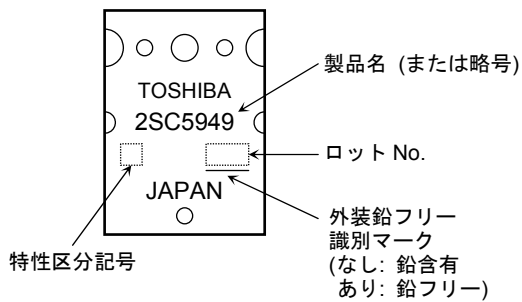 TOSHIBA
2SC5949
JAPAN
製品名 (または略号)
ロット No.
外装鉛フリー
識別マーク
(なし: 鉛含有
あり: 鉛フリー)
特性区分記号